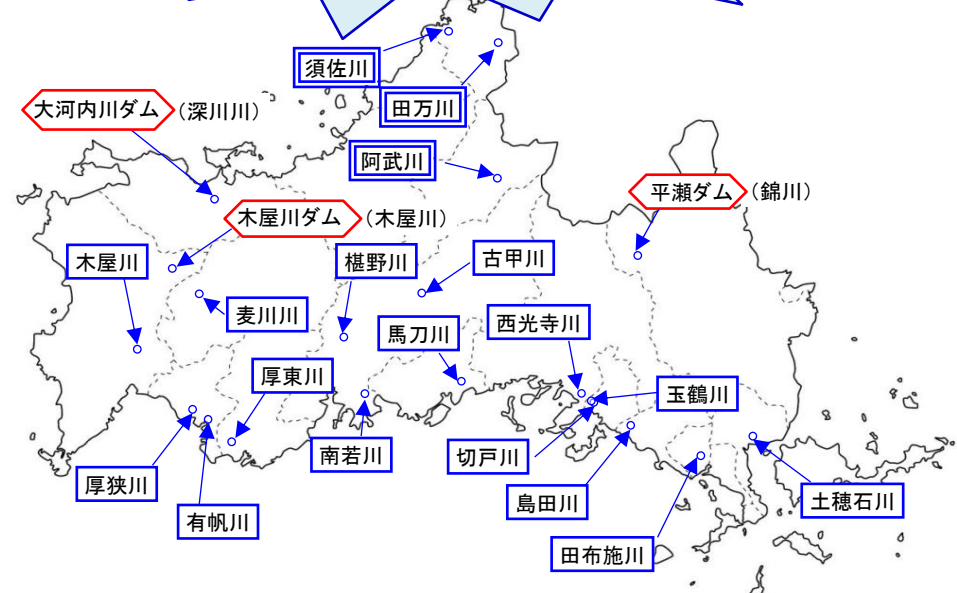 須佐川
田万川
大河内川ダム（深川川）
阿武川
平瀬ダム（錦川）
木屋川ダム（木屋川）
木屋川
椹野川
古甲川
麦川川
馬刀川
西光寺川
厚東川
玉鶴川
南若川
切戸川
厚狭川
島田川
土穂石川
有帆川
田布施川